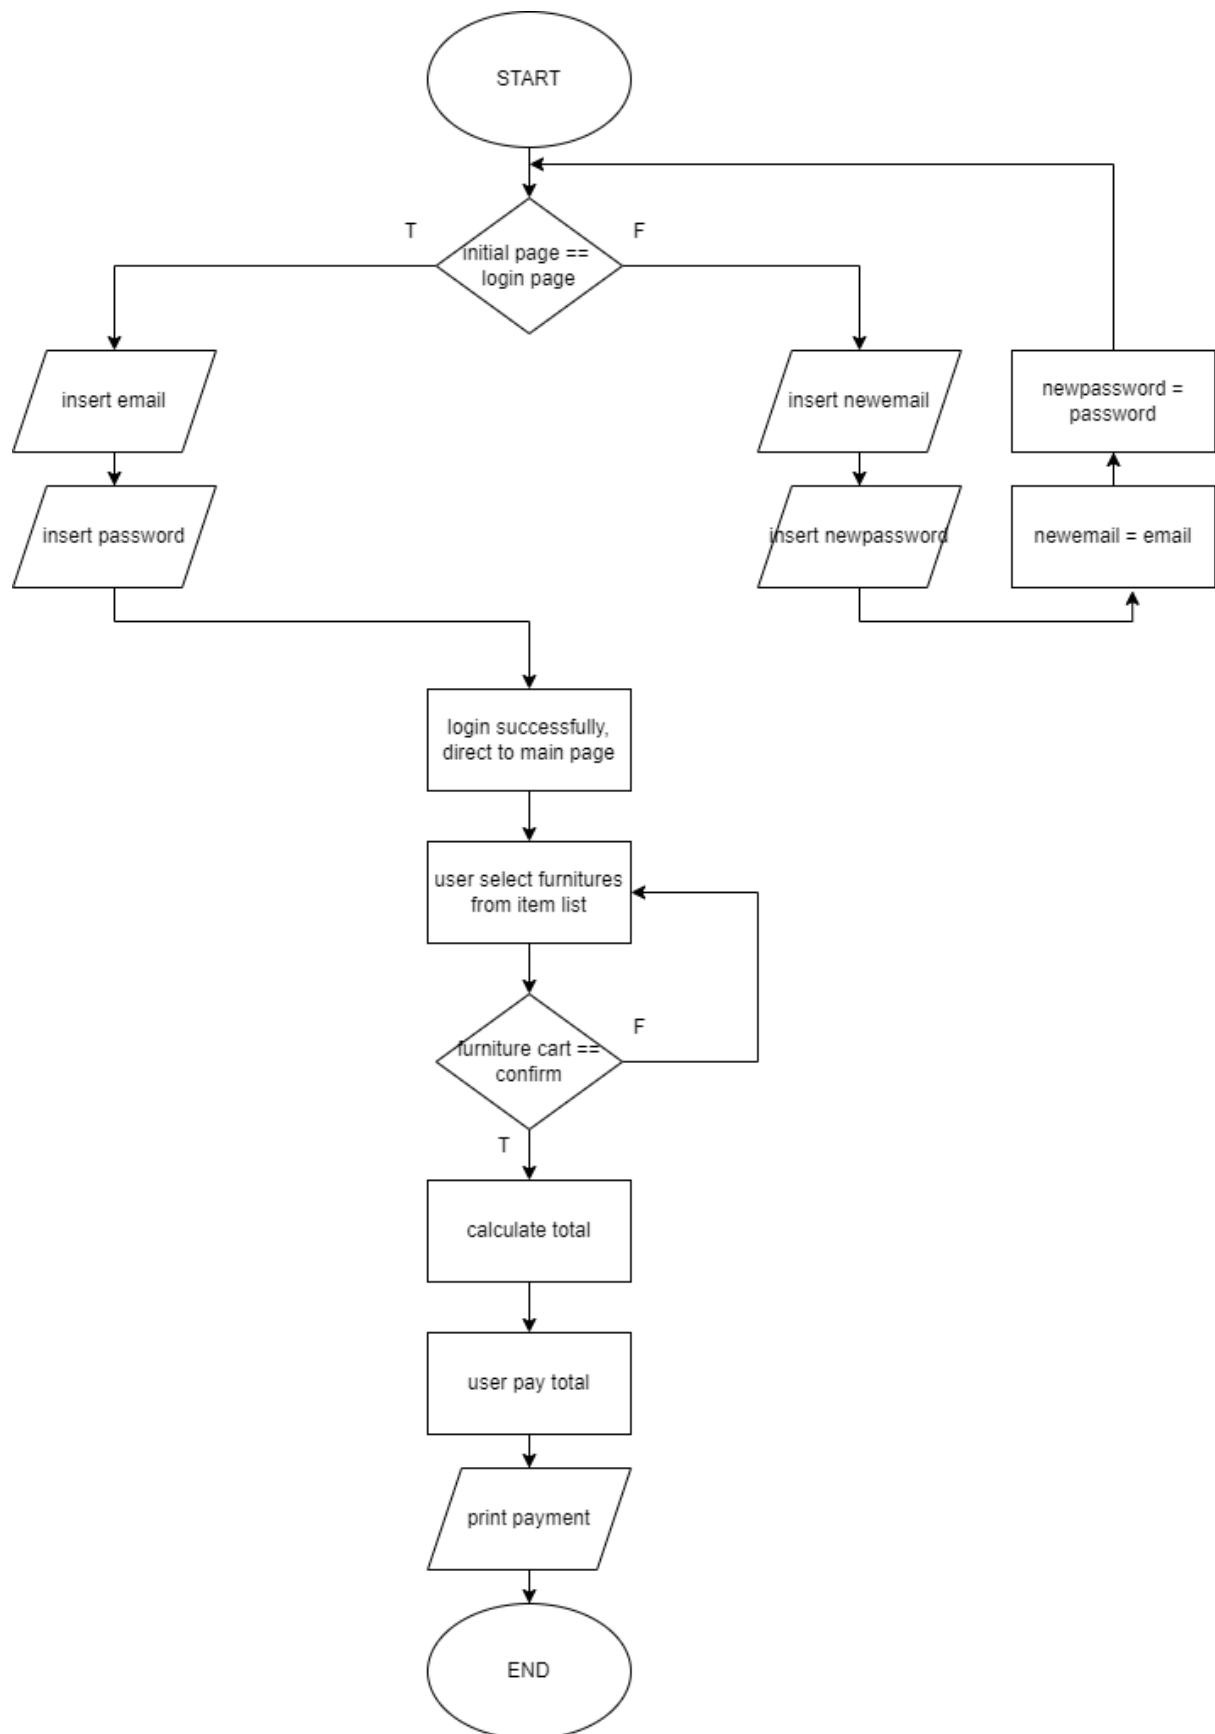 START
T
F
initial page ==
login page
insert email
insert newemail
newpassword =
password
insert password
insert newpassword
newemail = email
login successfully,
direct to main page
user select furnitures
from item list
F
furniture cart ==
confirm
T
calculate total
user pay total
print payment
END